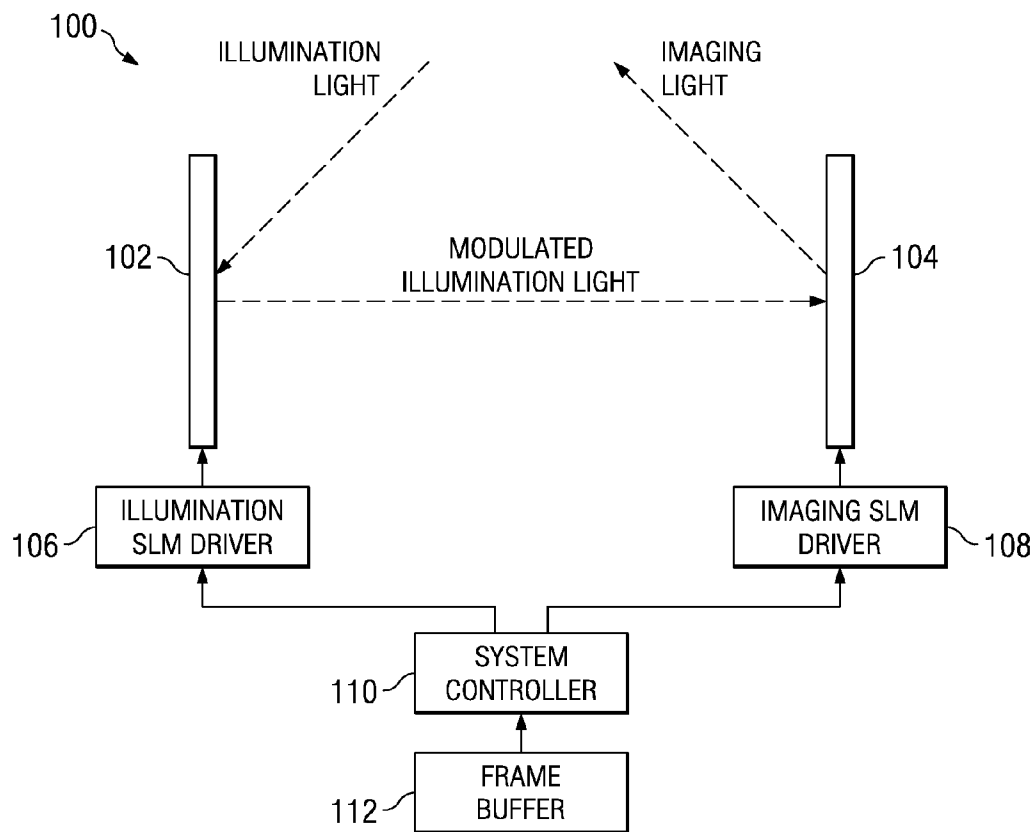 100
ILLUMINATION
LIGHT
IMAGING
LIGHT
102
MODULATED
ILLUMINATION LIGHT
104
106
ILLUMINATION
SLM DRIVER
IMAGING SLM
DRIVER
108
110
SYSTEM
CONTROLLER
112
FRAME
BUFFER